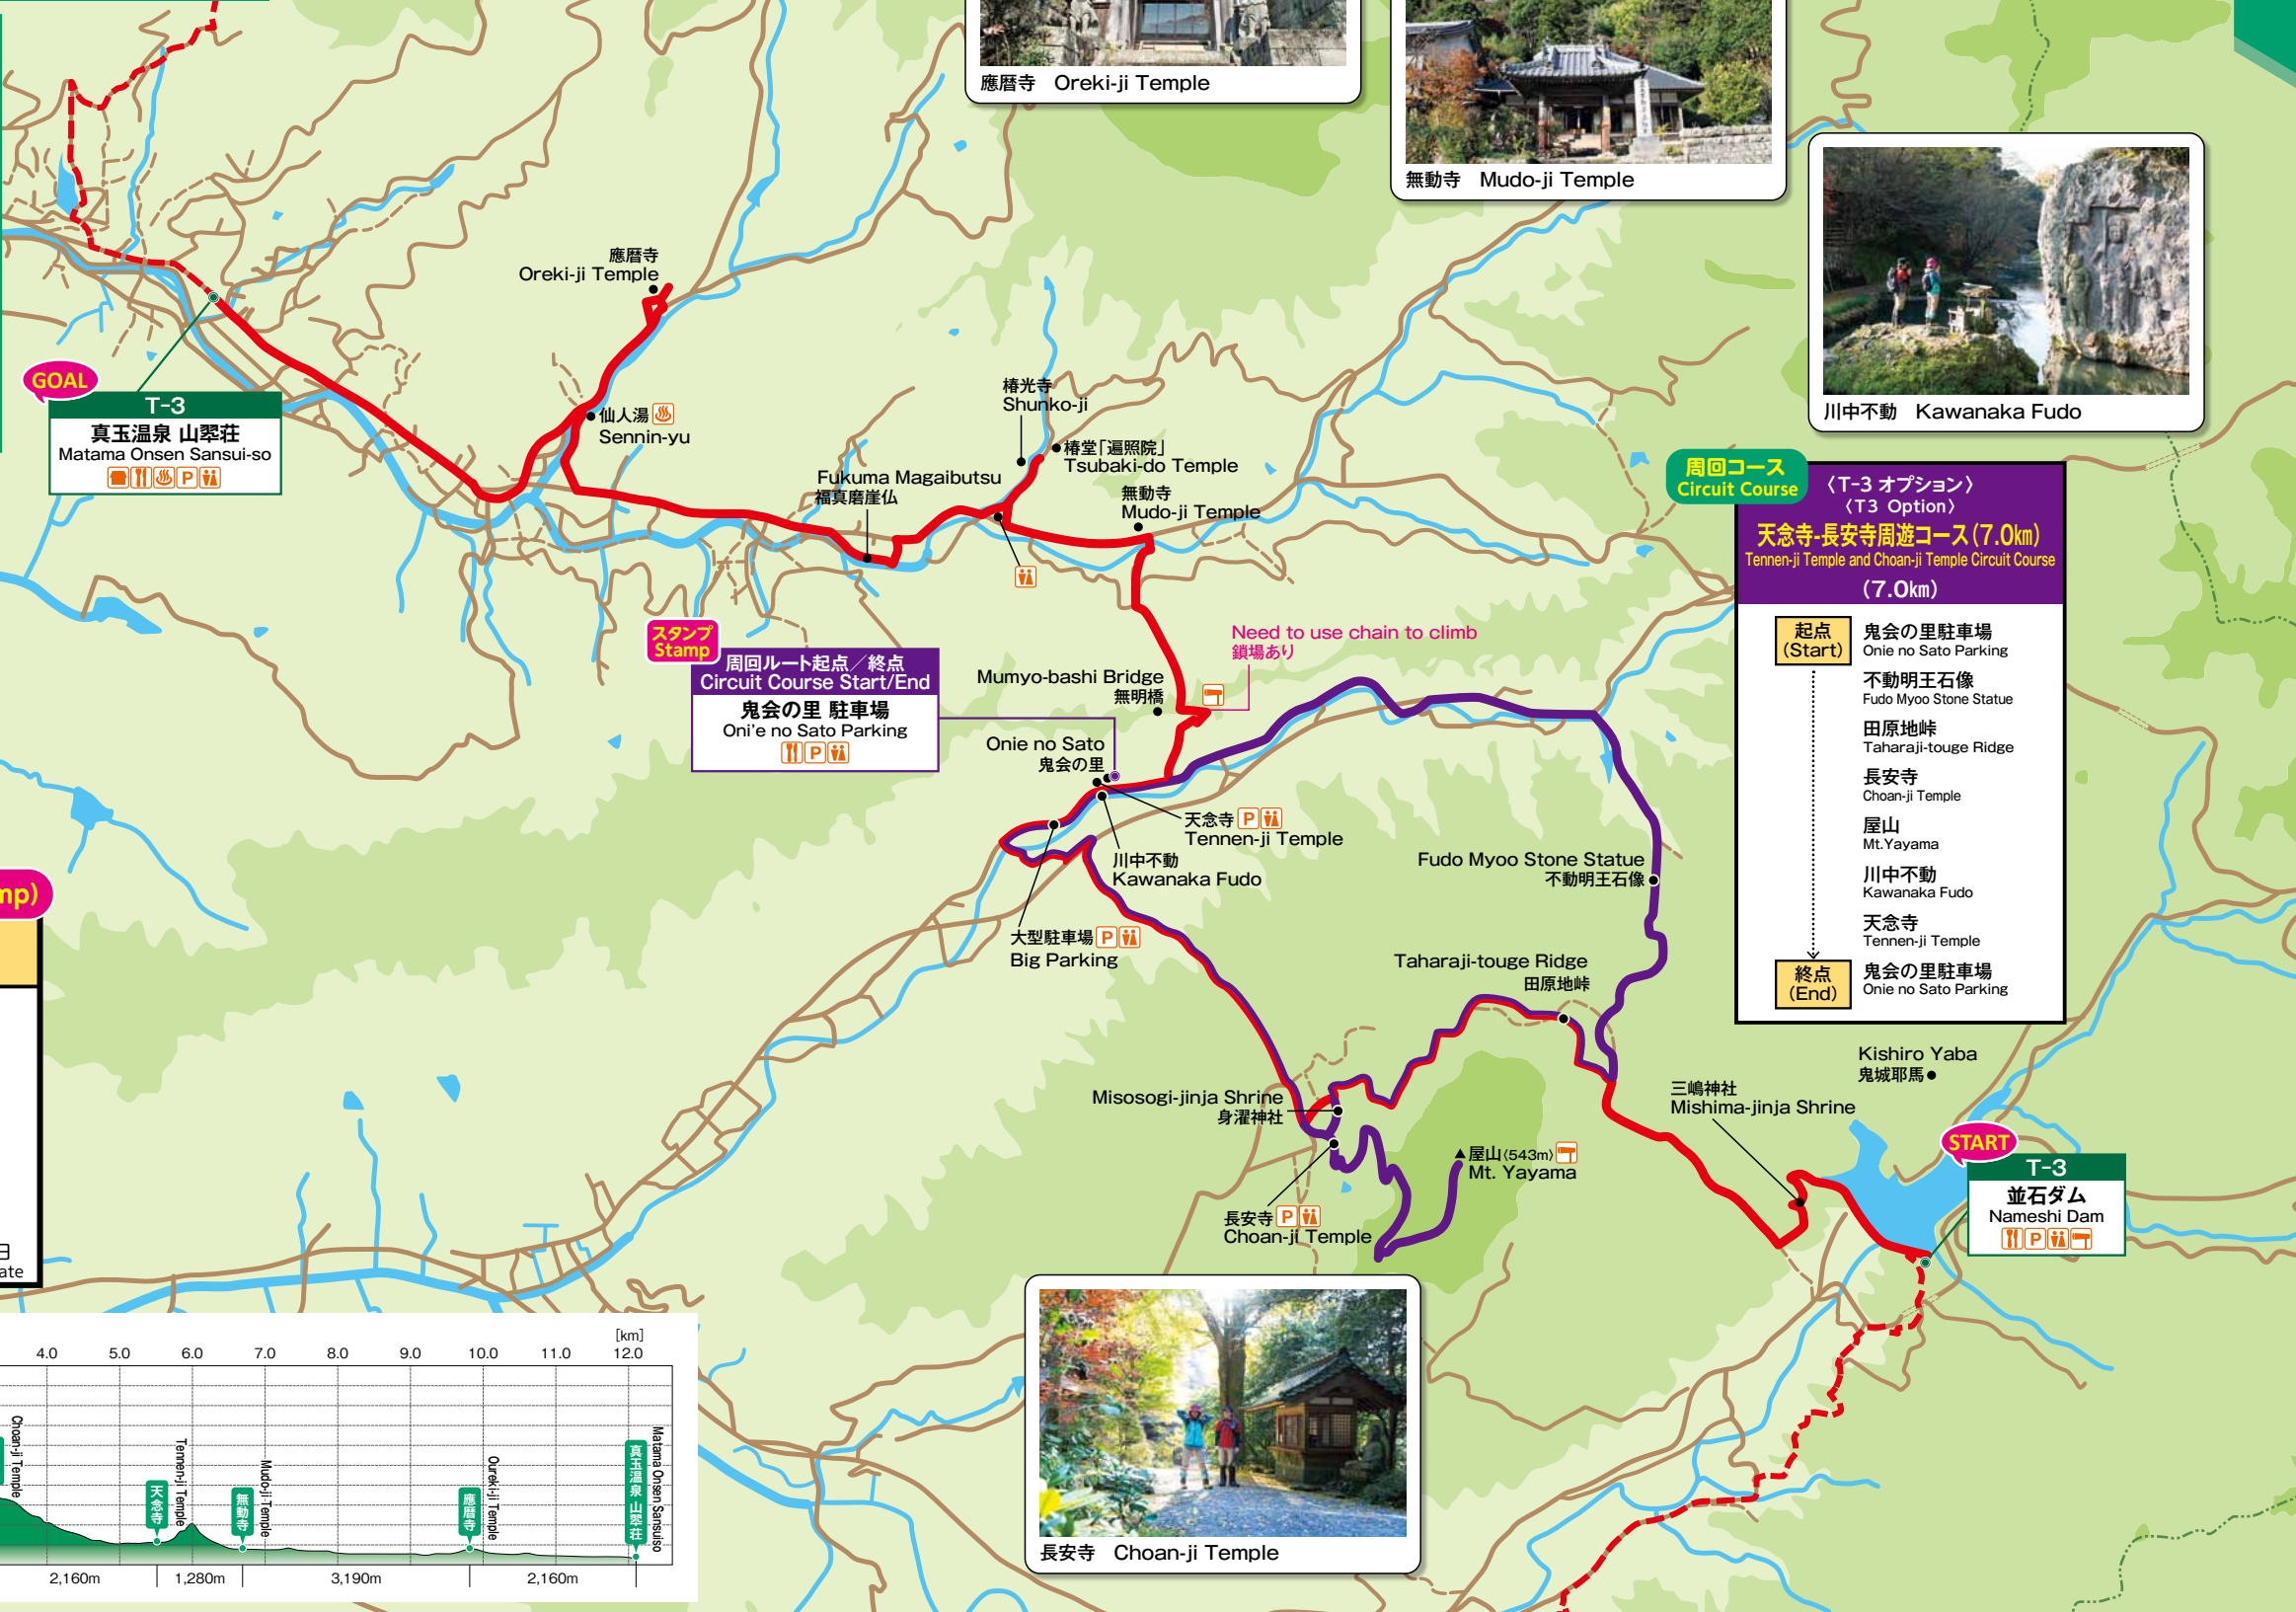 應暦寺 Oreki-ji Temple
無動寺 Mudo-ji Temple
川中不動 Kawanaka Fudo
應暦寺
Oreki-ji Temple
GOAL
T-3
真玉温泉 山翠荘
Matama Onsen Sansui-so
P
仙人湯
Sennin-yu
椿光寺
Shunko-ji
椿堂「遍照院」
Tsubaki-do Temple
Fukuma Magaibutsu
福真磨崖仏
無動寺
Mudo-ji Temple
周回コース
Circuit Course
〈T-3 オプション〉
〈T3 Option〉
天念寺-長安寺周遊コース(7.0km)
Tennen-ji Temple and Choan-ji Temple Circuit Course
(7.0km)
起点
(Start)
鬼会の里駐車場
Onie no Sato Parking
不動明王石像
Fudo Myoo Stone Statue
田原地峠
Taharaji-touge Ridge
長安寺
Choan-ji Temple
屋山
Mt.Yayama
川中不動
Kawanaka Fudo
天念寺
Tennen-ji Temple
終点
(End)
鬼会の里駐車場
Onie no Sato Parking
スタンプ
Stamp
周回ルート起点／終点
Circuit Course Start/End
鬼会の里 駐車場
Oni'e no Sato Parking
P
Need to use chain to climb
鎖場あり
Mumyo-bashi Bridge
無明橋
Onie no Sato
鬼会の里
天念寺 P
Tennen-ji Temple
川中不動
Kawanaka Fudo
大型駐車場 P
Big Parking
Fudo Myoo Stone Statue
不動明王石像
Taharaji-touge Ridge
田原地峠
Misosogi-jinja Shrine
身濯神社
屋山(543m)
Mt. Yayama
長安寺 P
Choan-ji Temple
Kishiro Yaba
鬼城耶馬
三嶋神社
Mishima-jinja Shrine
START
T-3
並石ダム
Nameshi Dam
P
mp)
日
ate
長安寺 Choan-ji Temple
[km]
4.0 5.0 6.0 7.0 8.0 9.0 10.0 11.0 12.0
Choan-ji Temple
天念寺
Tennen-ji Temple
無動寺
Mudo-ji Temple
應暦寺
Oureki-ji Temple
真玉温泉 山翠荘
Matama Onsen Sansuiso
2,160m 1,280m 3,190m 2,160m